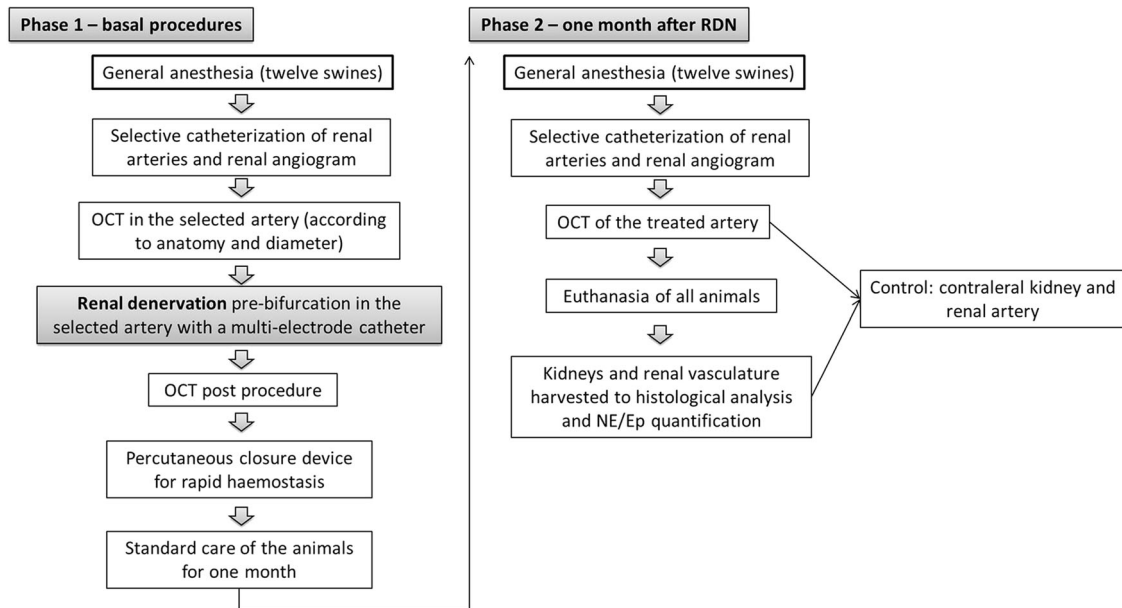 Phase 1 – basal procedures
General anesthesia (twelve swines)
Selective catheterization of renal
arteries and renal angiogram
OCT in the selected artery (according
to anatomy and diameter)
Renal denervation pre-bifurcation in the
selected artery with a multi-electrode catheter
OCT post procedure
Percutaneous closure device
for rapid haemostasis
Standard care of the animals
for one month
Phase 2 – one month after RDN
General anesthesia (twelve swines)
Selective catheterization of renal
arteries and renal angiogram
OCT of the treated artery
Euthanasia of all animals
Kidneys and renal vasculature
harvested to histological analysis
and NE/Ep quantification
Control: contraleral kidney and
renal artery